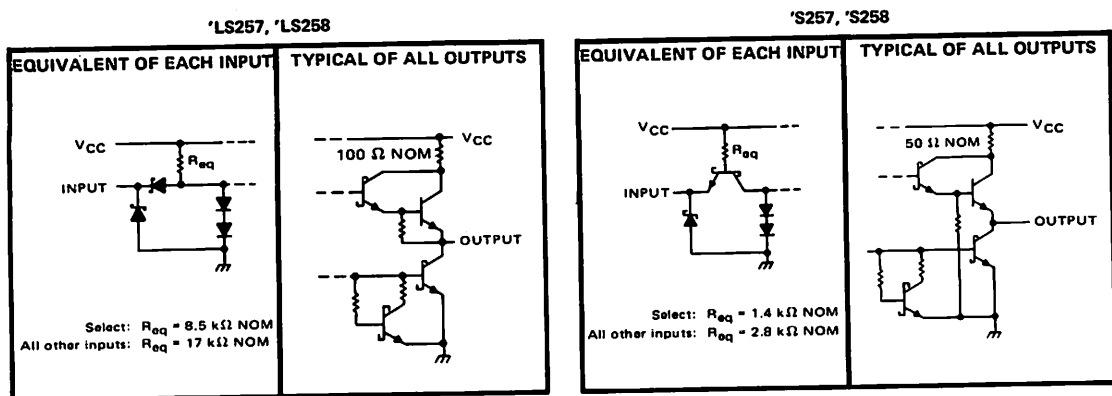 'LS257, 'LS258
EQUIVALENT OF EACH INPUT
VCC
Req
INPUT
Select: Req = 8.5 kΩ NOM
All other inputs: Req = 17 kΩ NOM
TYPICAL OF ALL OUTPUTS
VCC
100 Ω NOM
OUTPUT
'S257, 'S258
EQUIVALENT OF EACH INPUT
VCC
Req
INPUT
Select: Req = 1.4 kΩ NOM
All other inputs: Req = 2.8 kΩ NOM
TYPICAL OF ALL OUTPUTS
VCC
50 Ω NOM
OUTPUT